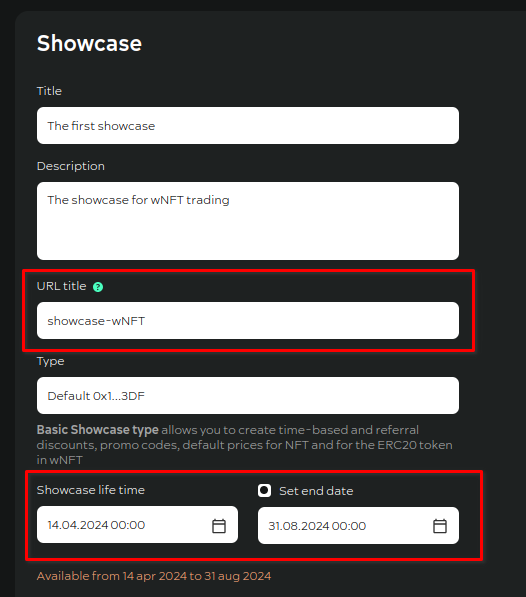 Showcase
Title
The first showcase
Description
The showcase for wNFT trading
URL title ?
showcase-wNFT
Type
Default 0x1...3DF
Basic Showcase type allows you to create time-based and referral
discounts, promo codes, default prices for NFT and for the ERC20 token
in wNFT
Showcase life time
Set end date
14.04.2024 00:00
31.08.2024 00:00
Available from 14 apr 2024 to 31 aug 2024